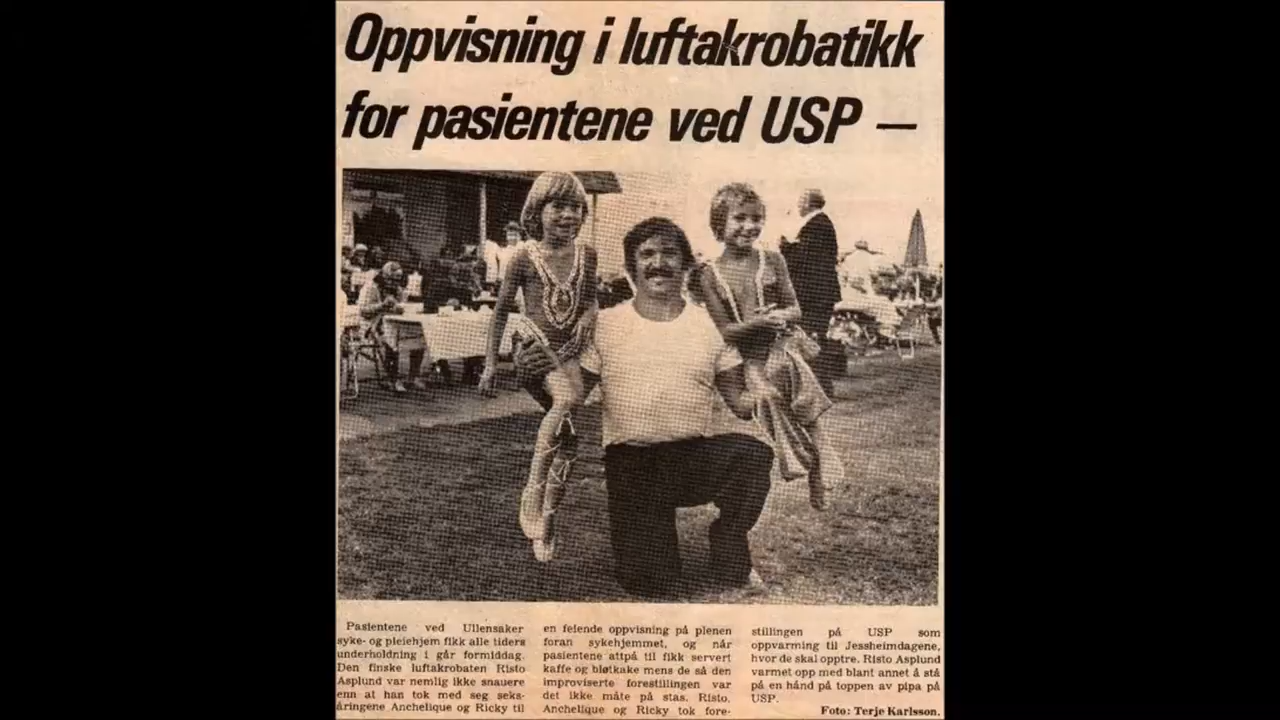 Oppvisning i luftakrobatikk
for pasientene ved USP —
Pasientene ved Ullensaker
syke- og pleiehjem fikk alle tiders
underholdning i går formiddag.
Den finske luftakrobaten Risto
Asplund var nemlig ikke snauere
enn at han tok med seg seks-
åringene Anchelique og Ricky til
en feiende oppvisning på plenen
foran sykehjemmet, og når
pasientene attpå til fikk servert
kaffe og bløtkake mens de så den
improviserte forestillingen var
det ikke måte på stas. Risto,
Anchelique og Ricky tok fore-
stillingen på USP som
oppvarming til Jessheimdagene,
hvor de skal opptre. Risto Asplund
varmet opp med blant annet å stå
på en hånd på toppen av pipa på
USP.
Foto: Terje Karlsson.